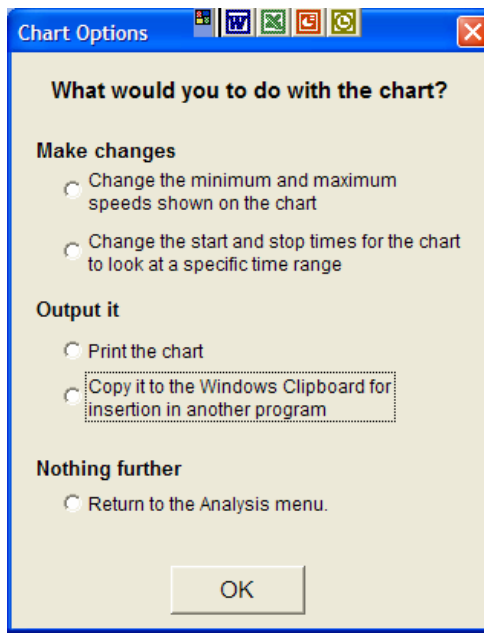 Chart Options
What would you to do with the chart?
Make changes
Change the minimum and maximum
speeds shown on the chart
Change the start and stop times for the chart
to look at a specific time range
Output it
Print the chart
Copy it to the Windows Clipboard for
insertion in another program
Nothing further
Return to the Analysis menu.
OK